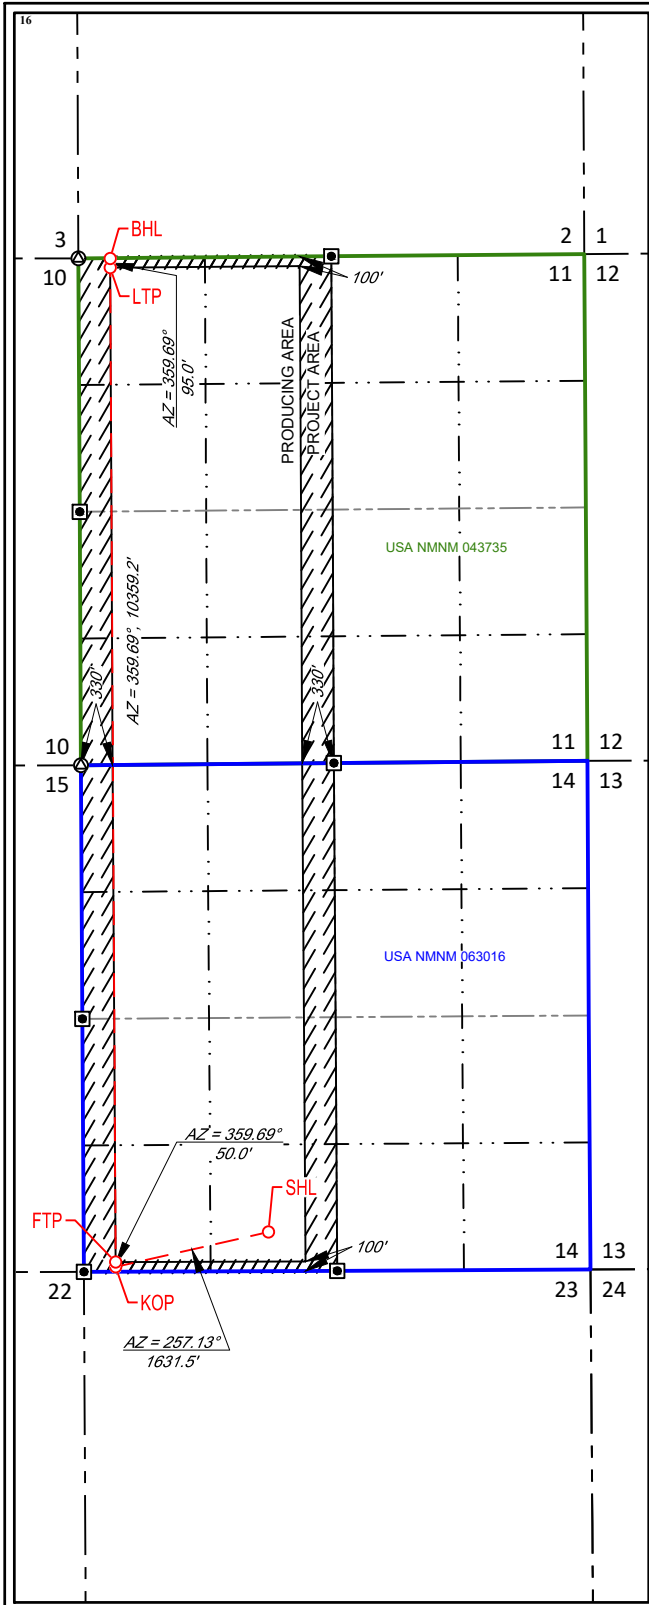 16
3
BHL
2
1
10
LTP
11
12
100'
AZ = 359.69°
95.0'
PRODUCING AREA
PROJECT AREA
USA NMNM 043735
AZ = 359.69°, 10359.2'
330'
330'
10
11
12
15
14
13
USA NMNM 063016
AZ = 359.69°
50.0'
SHL
FTP
100'
14
13
22
KOP
23
24
AZ = 257.13°
1631.5'